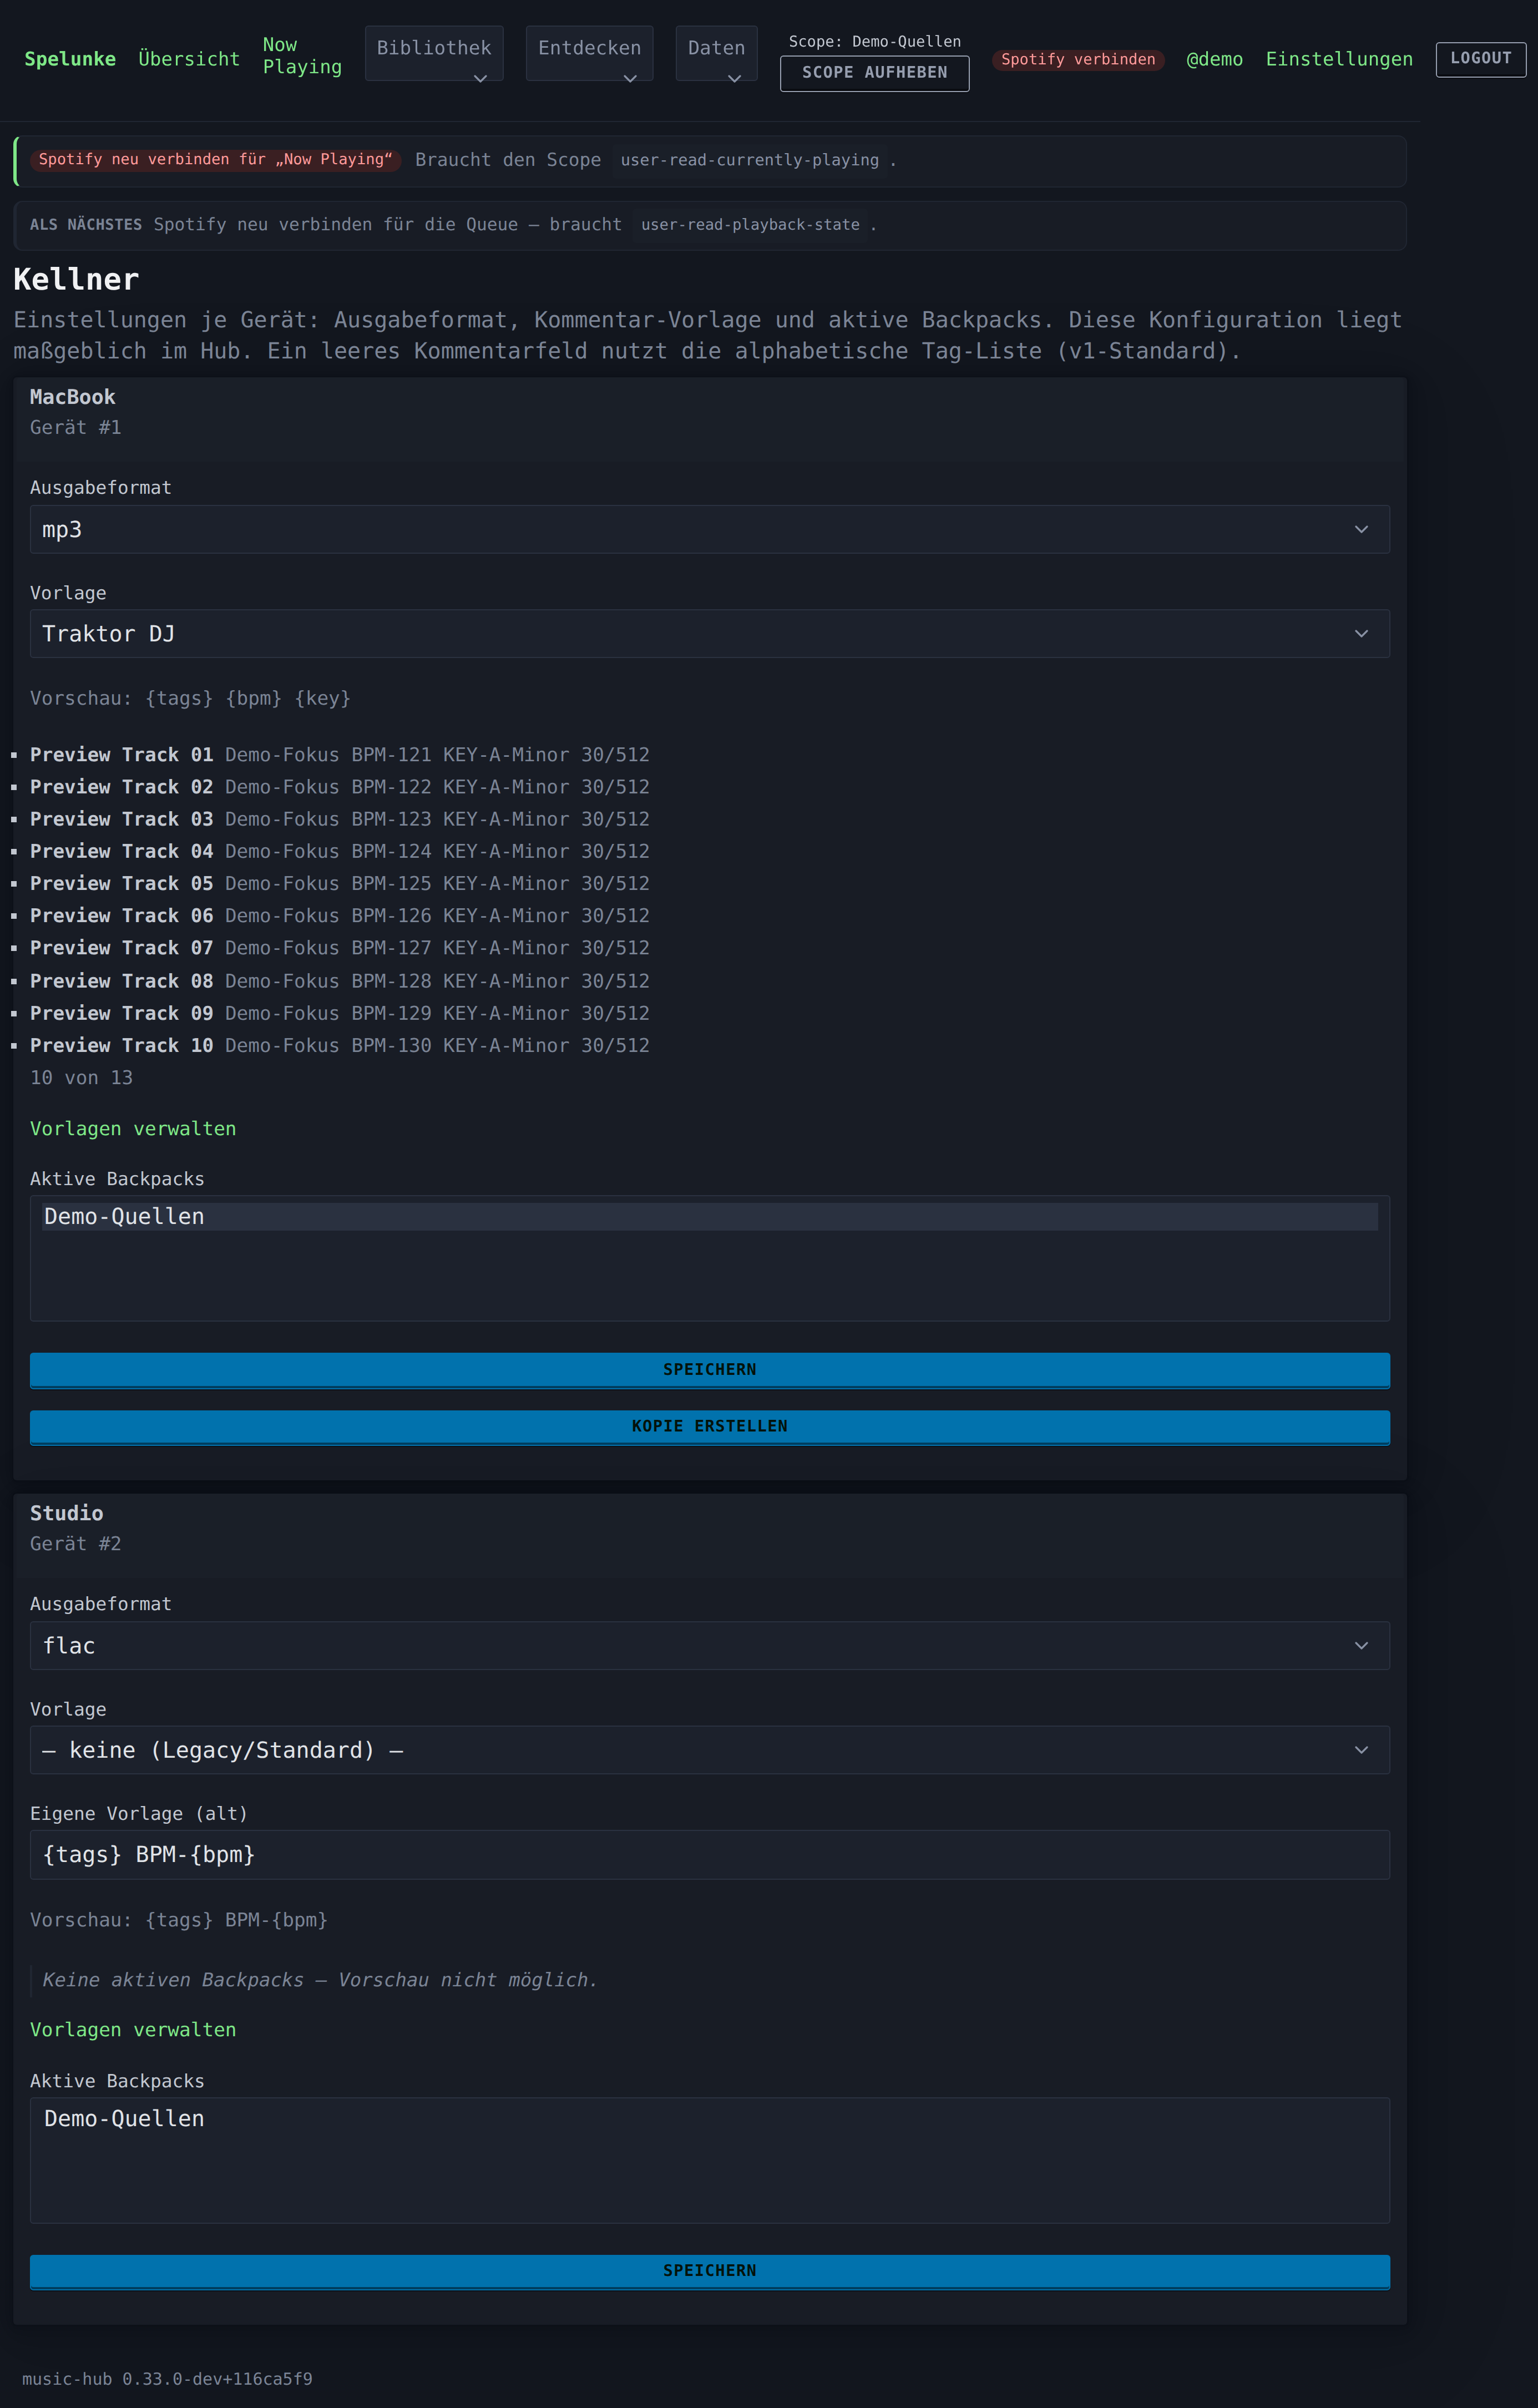 Spelunke Übersicht Now Playing Bibliothek Entdecken Daten Scope: Demo-Quellen SCOPE AUFHEBEN Spotify verbinden @demo Einstellungen LOGOUT
Spotify neu verbinden für „Now Playing“ Braucht den Scope user-read-currently-playing .
ALS NÄCHSTES Spotify neu verbinden für die Queue — braucht user-read-playback-state .
Kellner
Einstellungen je Gerät: Ausgabeformat, Kommentar-Vorlage und aktive Backpacks. Diese Konfiguration liegt
maßgeblich im Hub. Ein leeres Kommentarfeld nutzt die alphabetische Tag-Liste (v1-Standard).
MacBook
Gerät #1
Ausgabeformat
mp3
Vorlage
Traktor DJ
Vorschau: {tags} {bpm} {key}
▪ Preview Track 01 Demo-Fokus BPM-121 KEY-A-Minor 30/512
▪ Preview Track 02 Demo-Fokus BPM-122 KEY-A-Minor 30/512
▪ Preview Track 03 Demo-Fokus BPM-123 KEY-A-Minor 30/512
▪ Preview Track 04 Demo-Fokus BPM-124 KEY-A-Minor 30/512
▪ Preview Track 05 Demo-Fokus BPM-125 KEY-A-Minor 30/512
▪ Preview Track 06 Demo-Fokus BPM-126 KEY-A-Minor 30/512
▪ Preview Track 07 Demo-Fokus BPM-127 KEY-A-Minor 30/512
▪ Preview Track 08 Demo-Fokus BPM-128 KEY-A-Minor 30/512
▪ Preview Track 09 Demo-Fokus BPM-129 KEY-A-Minor 30/512
▪ Preview Track 10 Demo-Fokus BPM-130 KEY-A-Minor 30/512
10 von 13
Vorlagen verwalten
Aktive Backpacks
Demo-Quellen
SPEICHERN
KOPIE ERSTELLEN
Studio
Gerät #2
Ausgabeformat
flac
Vorlage
— keine (Legacy/Standard) —
Eigene Vorlage (alt)
{tags} BPM-{bpm}
Vorschau: {tags} BPM-{bpm}
Keine aktiven Backpacks — Vorschau nicht möglich.
Vorlagen verwalten
Aktive Backpacks
Demo-Quellen
SPEICHERN
music-hub 0.33.0-dev+116ca5f9